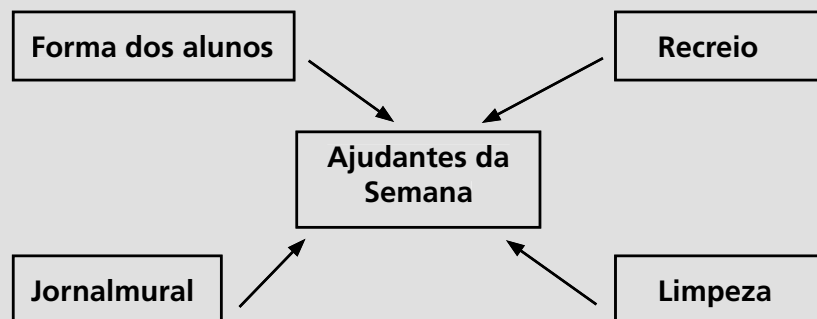 Forma dos alunos
Recreio
Ajudantes da
Semana
Jornalmural
Limpeza